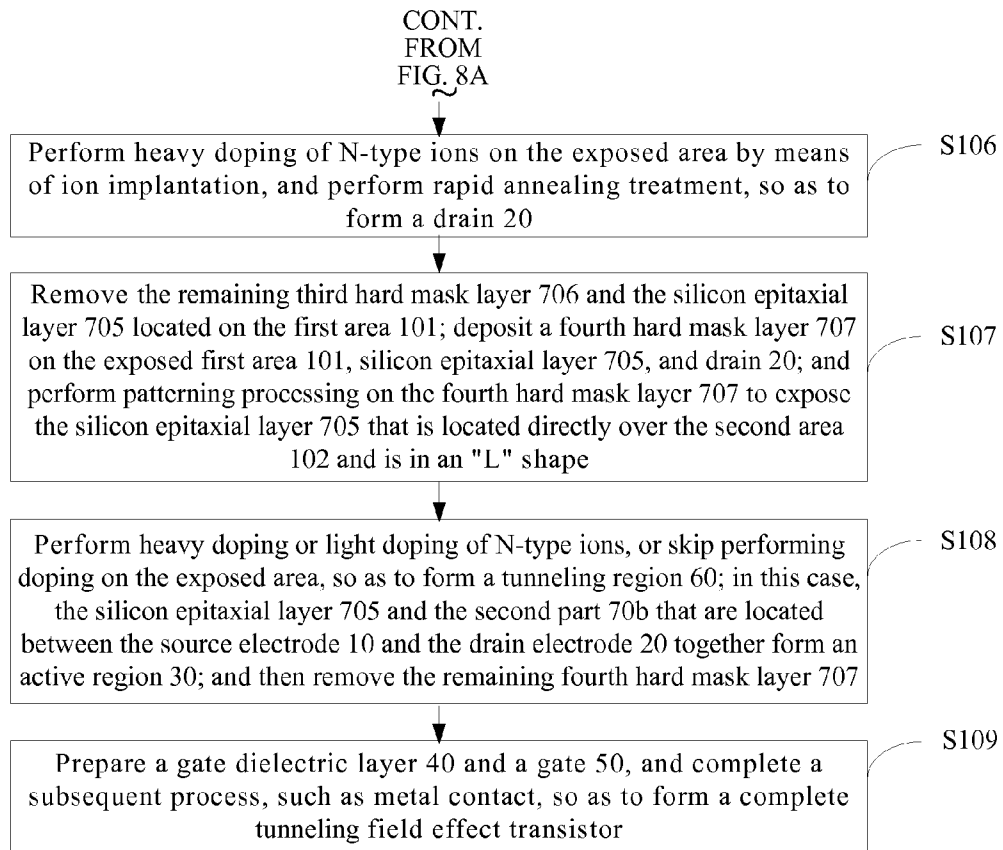 CONT.
FROM
FIG. 8A
Perform heavy doping of N-type ions on the exposed area by means
of ion implantation, and perform rapid annealing treatment, so as to
form a drain 20
S106
Remove the remaining third hard mask layer 706 and the silicon epitaxial
layer 705 located on the first area 101; deposit a fourth hard mask layer 707
on the exposed first area 101, silicon epitaxial layer 705, and drain 20; and
perform patterning processing on the fourth hard mask layer 707 to expose
the silicon epitaxial layer 705 that is located directly over the second area
102 and is in an "L" shape
S107
Perform heavy doping or light doping of N-type ions, or skip performing
doping on the exposed area, so as to form a tunneling region 60; in this case,
the silicon epitaxial layer 705 and the second part 70b that are located
between the source electrode 10 and the drain electrode 20 together form an
active region 30; and then remove the remaining fourth hard mask layer 707
S108
Prepare a gate dielectric layer 40 and a gate 50, and complete a
subsequent process, such as metal contact, so as to form a complete
tunneling field effect transistor
S109